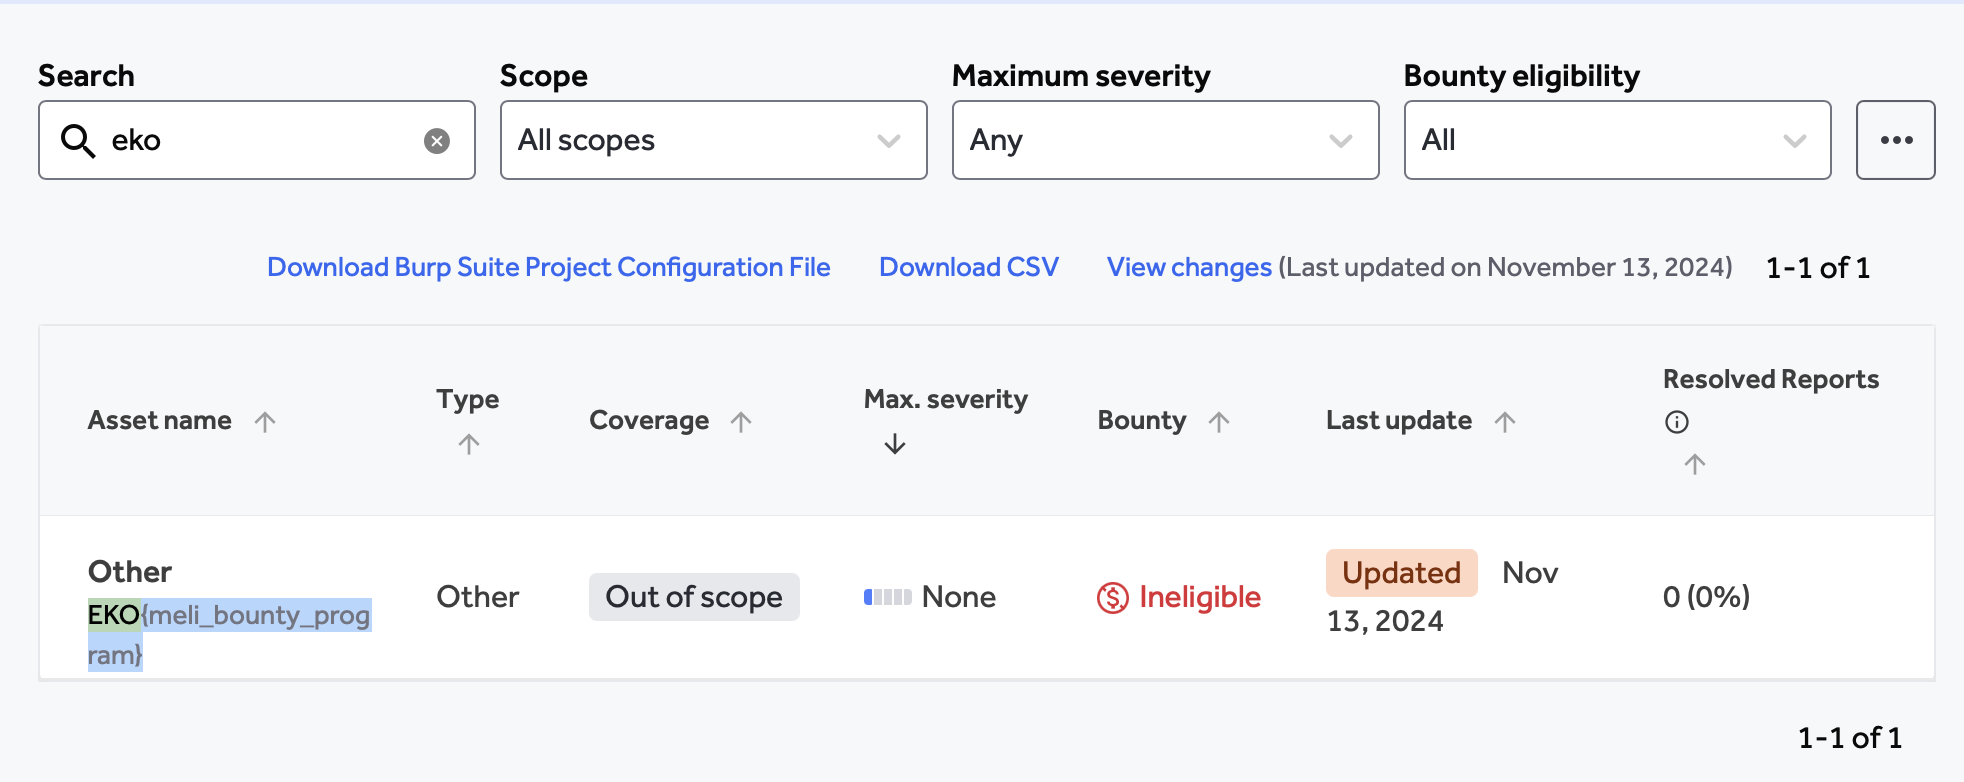 Search
Scope
Maximum severity
Bounty eligibility
eko
All scopes
Any
All
Download Burp Suite Project Configuration File
Download CSV
View changes (Last updated on November 13, 2024)
1-1 of 1
Asset name
Type
Coverage
Max. severity
Bounty
Last update
Resolved Reports
Other
EKO{meli_bounty_prog
ram}
Other
Out of scope
None
Ineligible
Updated Nov
13, 2024
0 (0%)
1-1 of 1